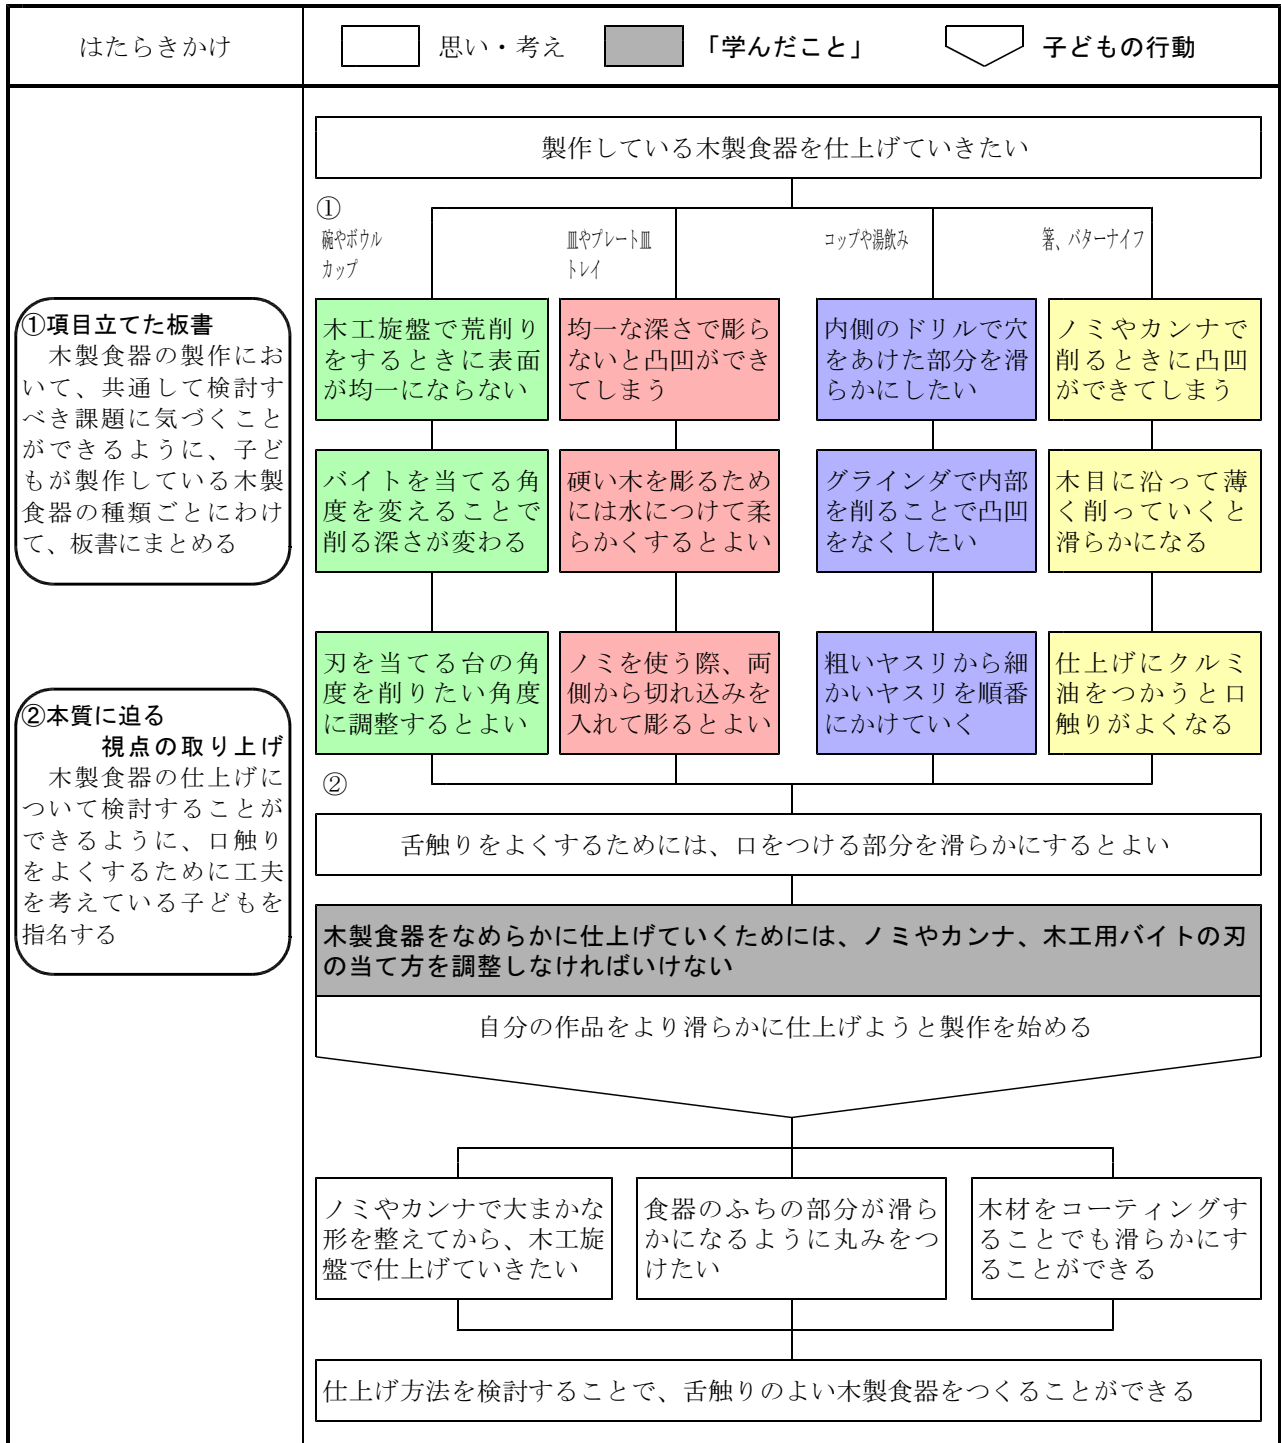 はたらきかけ
思い・考え
「学んだこと」
子どもの行動
製作している木製食器を仕上げていきたい
①
碗やボウル
カップ
皿やプレート皿
トレイ
コップや湯飲み
箸、バターナイフ
①項目立てた板書
木製食器の製作にお
いて、共通して検討す
べき課題に気づくこと
ができるように、子ど
もが製作している木製
食器の種類ごとにわけ
て、板書にまとめる
木工旋盤で荒削り
をするときに表面
が均一にならない
均一な深さで彫ら
ないと凸凹ができ
てしまう
内側のドリルで穴
をあけた部分を滑
らかにしたい
ノミやカンナで
削るときに凸凹
ができてしまう
バイトを当てる角
度を変えることで
削る深さが変わる
硬い木を彫るため
には水につけて柔
らかくするとよい
グラインダで内部
を削ることで凸凹
をなくしたい
木目に沿って薄
く削っていくと
滑らかになる
刃を当てる台の角
度を削りたい角度
に調整するとよい
ノミを使う際、両
側から切れ込みを
入れて彫るとよい
粗いヤスリから細
かいヤスリを順番
にかけていく
仕上げにクルミ
油をつかうと口
触りがよくなる
②本質に迫る
視点の取り上げ
木製食器の仕上げに
ついて検討することが
できるように、口触り
をよくするために工夫
を考えている子どもを
指名する
②
舌触りをよくするためには、口をつける部分を滑らかにするとよい
木製食器をなめらかに仕上げていくためには、ノミやカンナ、木工用バイトの刃
の当て方を調整しなければいけない
自分の作品をより滑らかに仕上げようと製作を始める
ノミやカンナで大まかな
形を整えてから、木工旋
盤で仕上げていきたい
食器のふちの部分が滑ら
かになるように丸みをつ
けたい
木材をコーティングす
ることでも滑らかにす
ることができる
仕上げ方法を検討することで、舌触りのよい木製食器をつくることができる